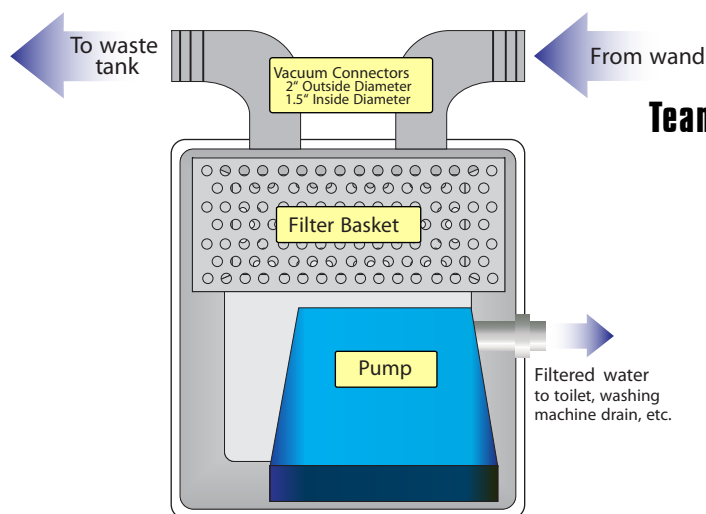 To waste
tank
Vacuum Connectors
2" Outside Diameter
1.5" Inside Diameter
From wand
Filter Basket
Pump
Filtered water
to toilet, washing
machine drain, etc.